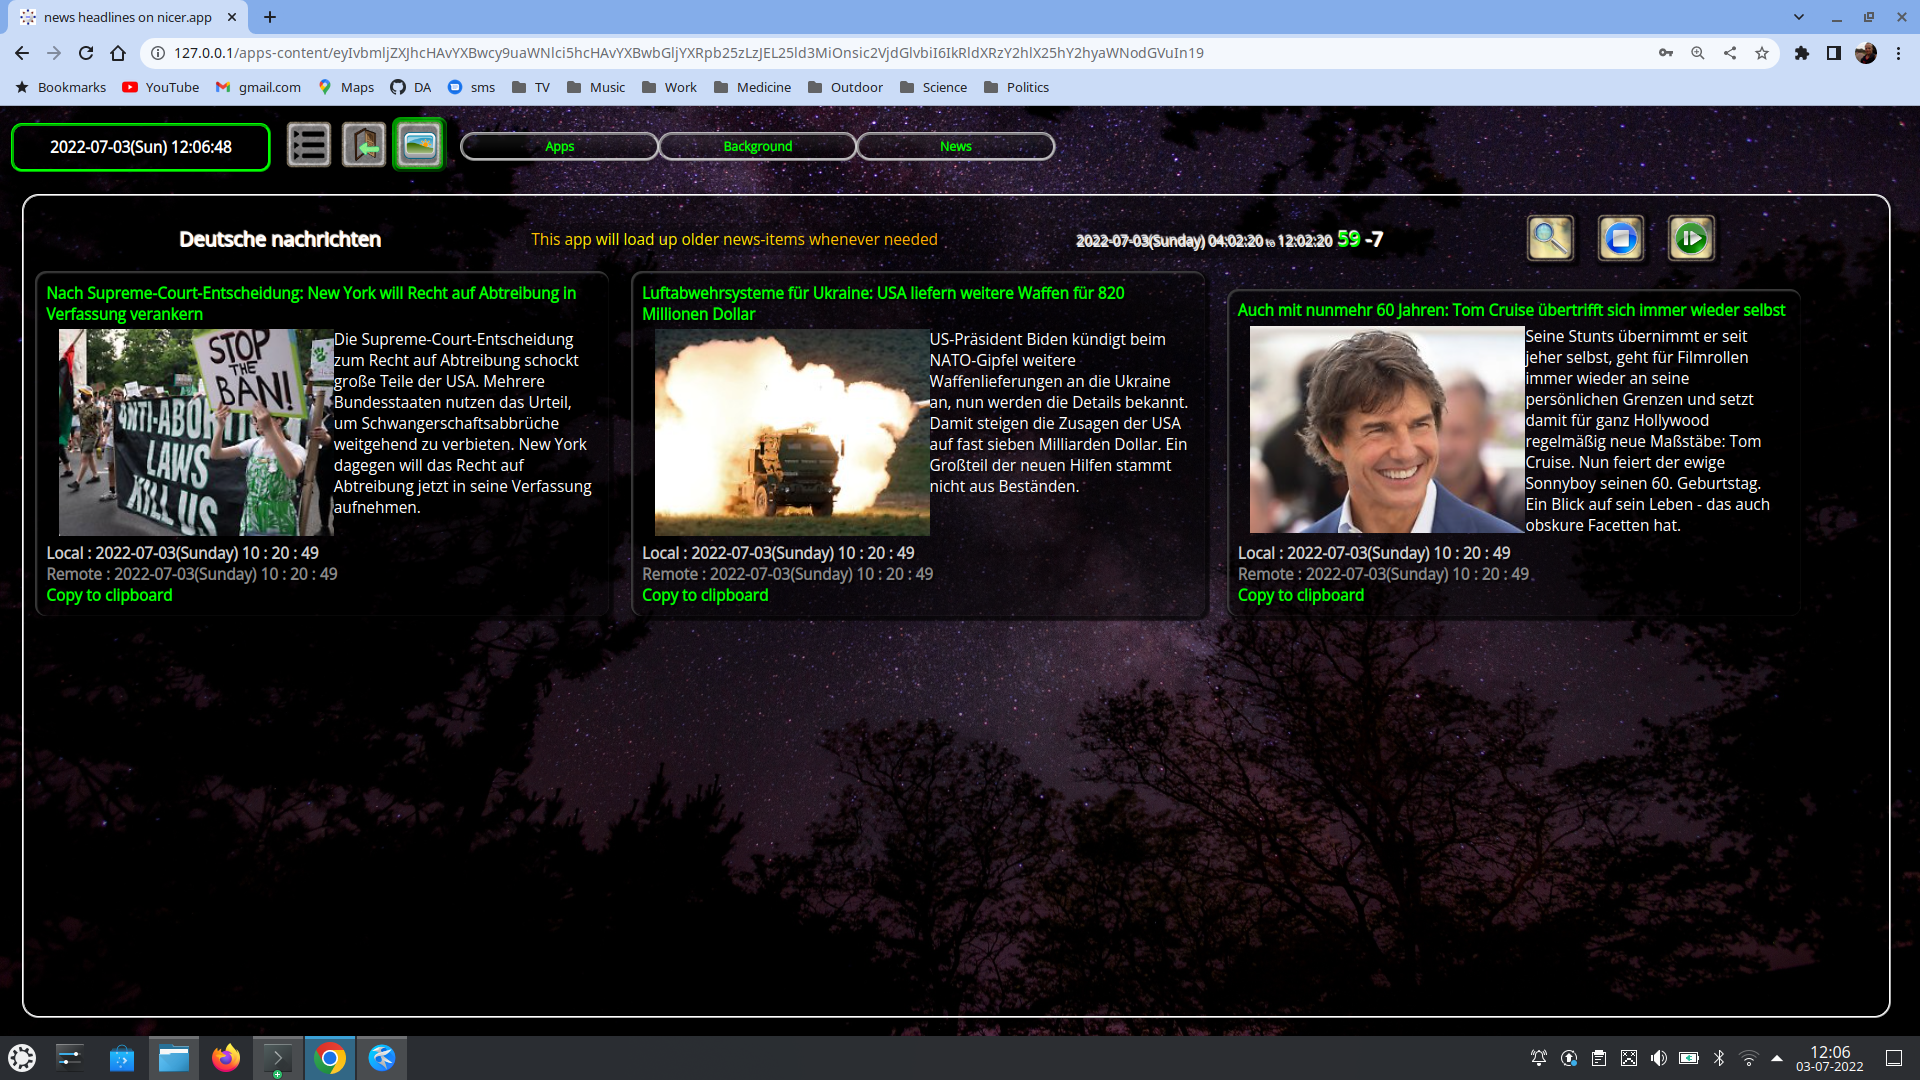 news headlines on nicer.app
127.0.0.1/apps-content/eyIvbmljZXJhcHAvYXBwcy9uaWNlci5hcHAvYXBwbGljYXRpb25zLzJEL25ld3MiOnsic2VjdGlvbiI6IkRldXRzY2hlX25hY2hyaWNodGVuIn19
Bookmarks YouTube gmail.com Maps DA sms TV Music Work Medicine Outdoor Science Politics
2022-07-03(Sun) 12:06:48
Apps Background News
Deutsche nachrichten This app will load up older news-items whenever needed 2022-07-03(Sunday) 04:02:20 to 12:02:20 59 -7
Nach Supreme-Court-Entscheidung: New York will Recht auf Abtreibung in
Verfassung verankern
STOP
THE
BAN!
ANTI-ABORTI
LAWS
KILL US
Die Supreme-Court-Entscheidung
zum Recht auf Abtreibung schockt
große Teile der USA. Mehrere
Bundesstaaten nutzen das Urteil,
um Schwangerschaftsabbrüche
weitgehend zu verbieten. New York
dagegen will das Recht auf
Abtreibung jetzt in seine Verfassung
aufnehmen.
Local : 2022-07-03(Sunday) 10 : 20 : 49
Remote : 2022-07-03(Sunday) 10 : 20 : 49
Copy to clipboard
Luftabwehrsysteme für Ukraine: USA liefern weitere Waffen für 820
Millionen Dollar
US-Präsident Biden kündigt beim
NATO-Gipfel weitere
Waffenlieferungen an die Ukraine
an, nun werden die Details bekannt.
Damit steigen die Zusagen der USA
auf fast sieben Milliarden Dollar. Ein
Großteil der neuen Hilfen stammt
nicht aus Beständen.
Local : 2022-07-03(Sunday) 10 : 20 : 49
Remote : 2022-07-03(Sunday) 10 : 20 : 49
Copy to clipboard
Auch mit nunmehr 60 Jahren: Tom Cruise übertrifft sich immer wieder selbst
Seine Stunts übernimmt er seit
jeher selbst, geht für Filmrollen
immer wieder an seine
persönlichen Grenzen und setzt
damit für ganz Hollywood
regelmäßig neue Maßstäbe: Tom
Cruise. Nun feiert der ewige
Sonnyboy seinen 60. Geburtstag.
Ein Blick auf sein Leben - das auch
obskure Facetten hat.
Local : 2022-07-03(Sunday) 10 : 20 : 49
Remote : 2022-07-03(Sunday) 10 : 20 : 49
Copy to clipboard
12:06
03-07-2022